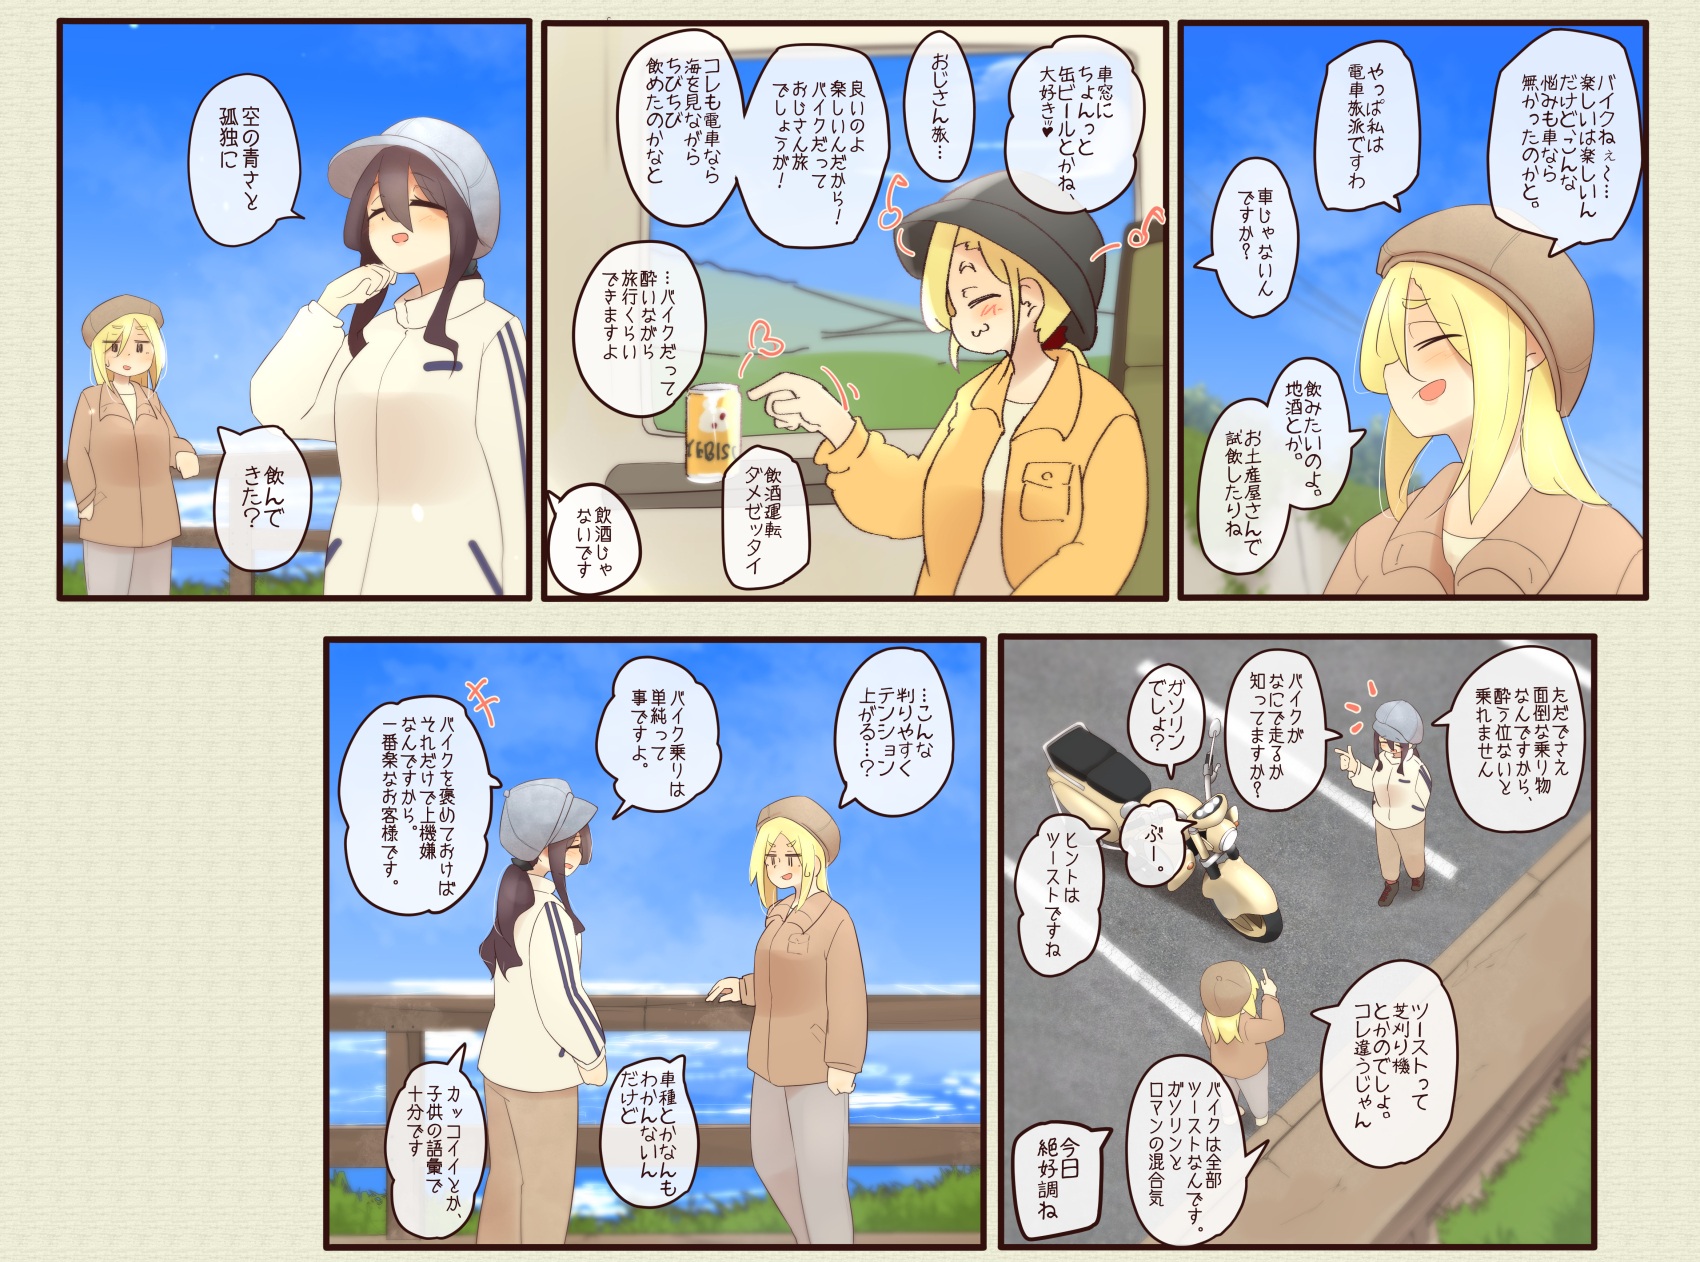 バイクねぇ〜…
楽しいは楽しいん
だけどっこんな
悩みも車なら
無かったのかと。
やっぱ私は
電車旅派ですわ
車じゃないん
ですか?
飲みたいのよ。
地酒とか。
お土産屋さんで
試飲したりね
車窓に
ちょんっと
缶ビールとかね、
大好きッ♥
おじさん旅…
良いのよ
楽しいんだから!
バイクだって
おじさん旅
でしょうが!
コレも電車なら
海を見ながら
ちびちび
飲めたのかなと
…バイクだって
酔いながら
旅行くらい
できますよ
飲酒運転
ダメゼッタイ
飲酒じゃ
ないです
YEBIS
空の青さと
孤独に
飲んで
きた?
ただでさえ
面倒な乗り物
なんですから、
酔う位ないと
乗れません
バイクが
なにで走るか
知ってますか?
ガソリン
でしょ?
ぶー。
ヒントは
ツーストですね
ツーストって
芝刈り機
とかのでしょ。
コレ違うじゃん
バイクは全部
ツーストなんです。
ガソリンと
ロマンの混合気
今日
絶好調ね
…こんな
判りやすく
テンション
上がる…?
バイク乗りは
単純って
事ですよ。
バイクを褒めておけば
それだけで上機嫌
なんですから。
一番楽なお客様です。
車種とかなんも
わかんないん
だけど
カッコイイとか、
子供の語彙で
十分です